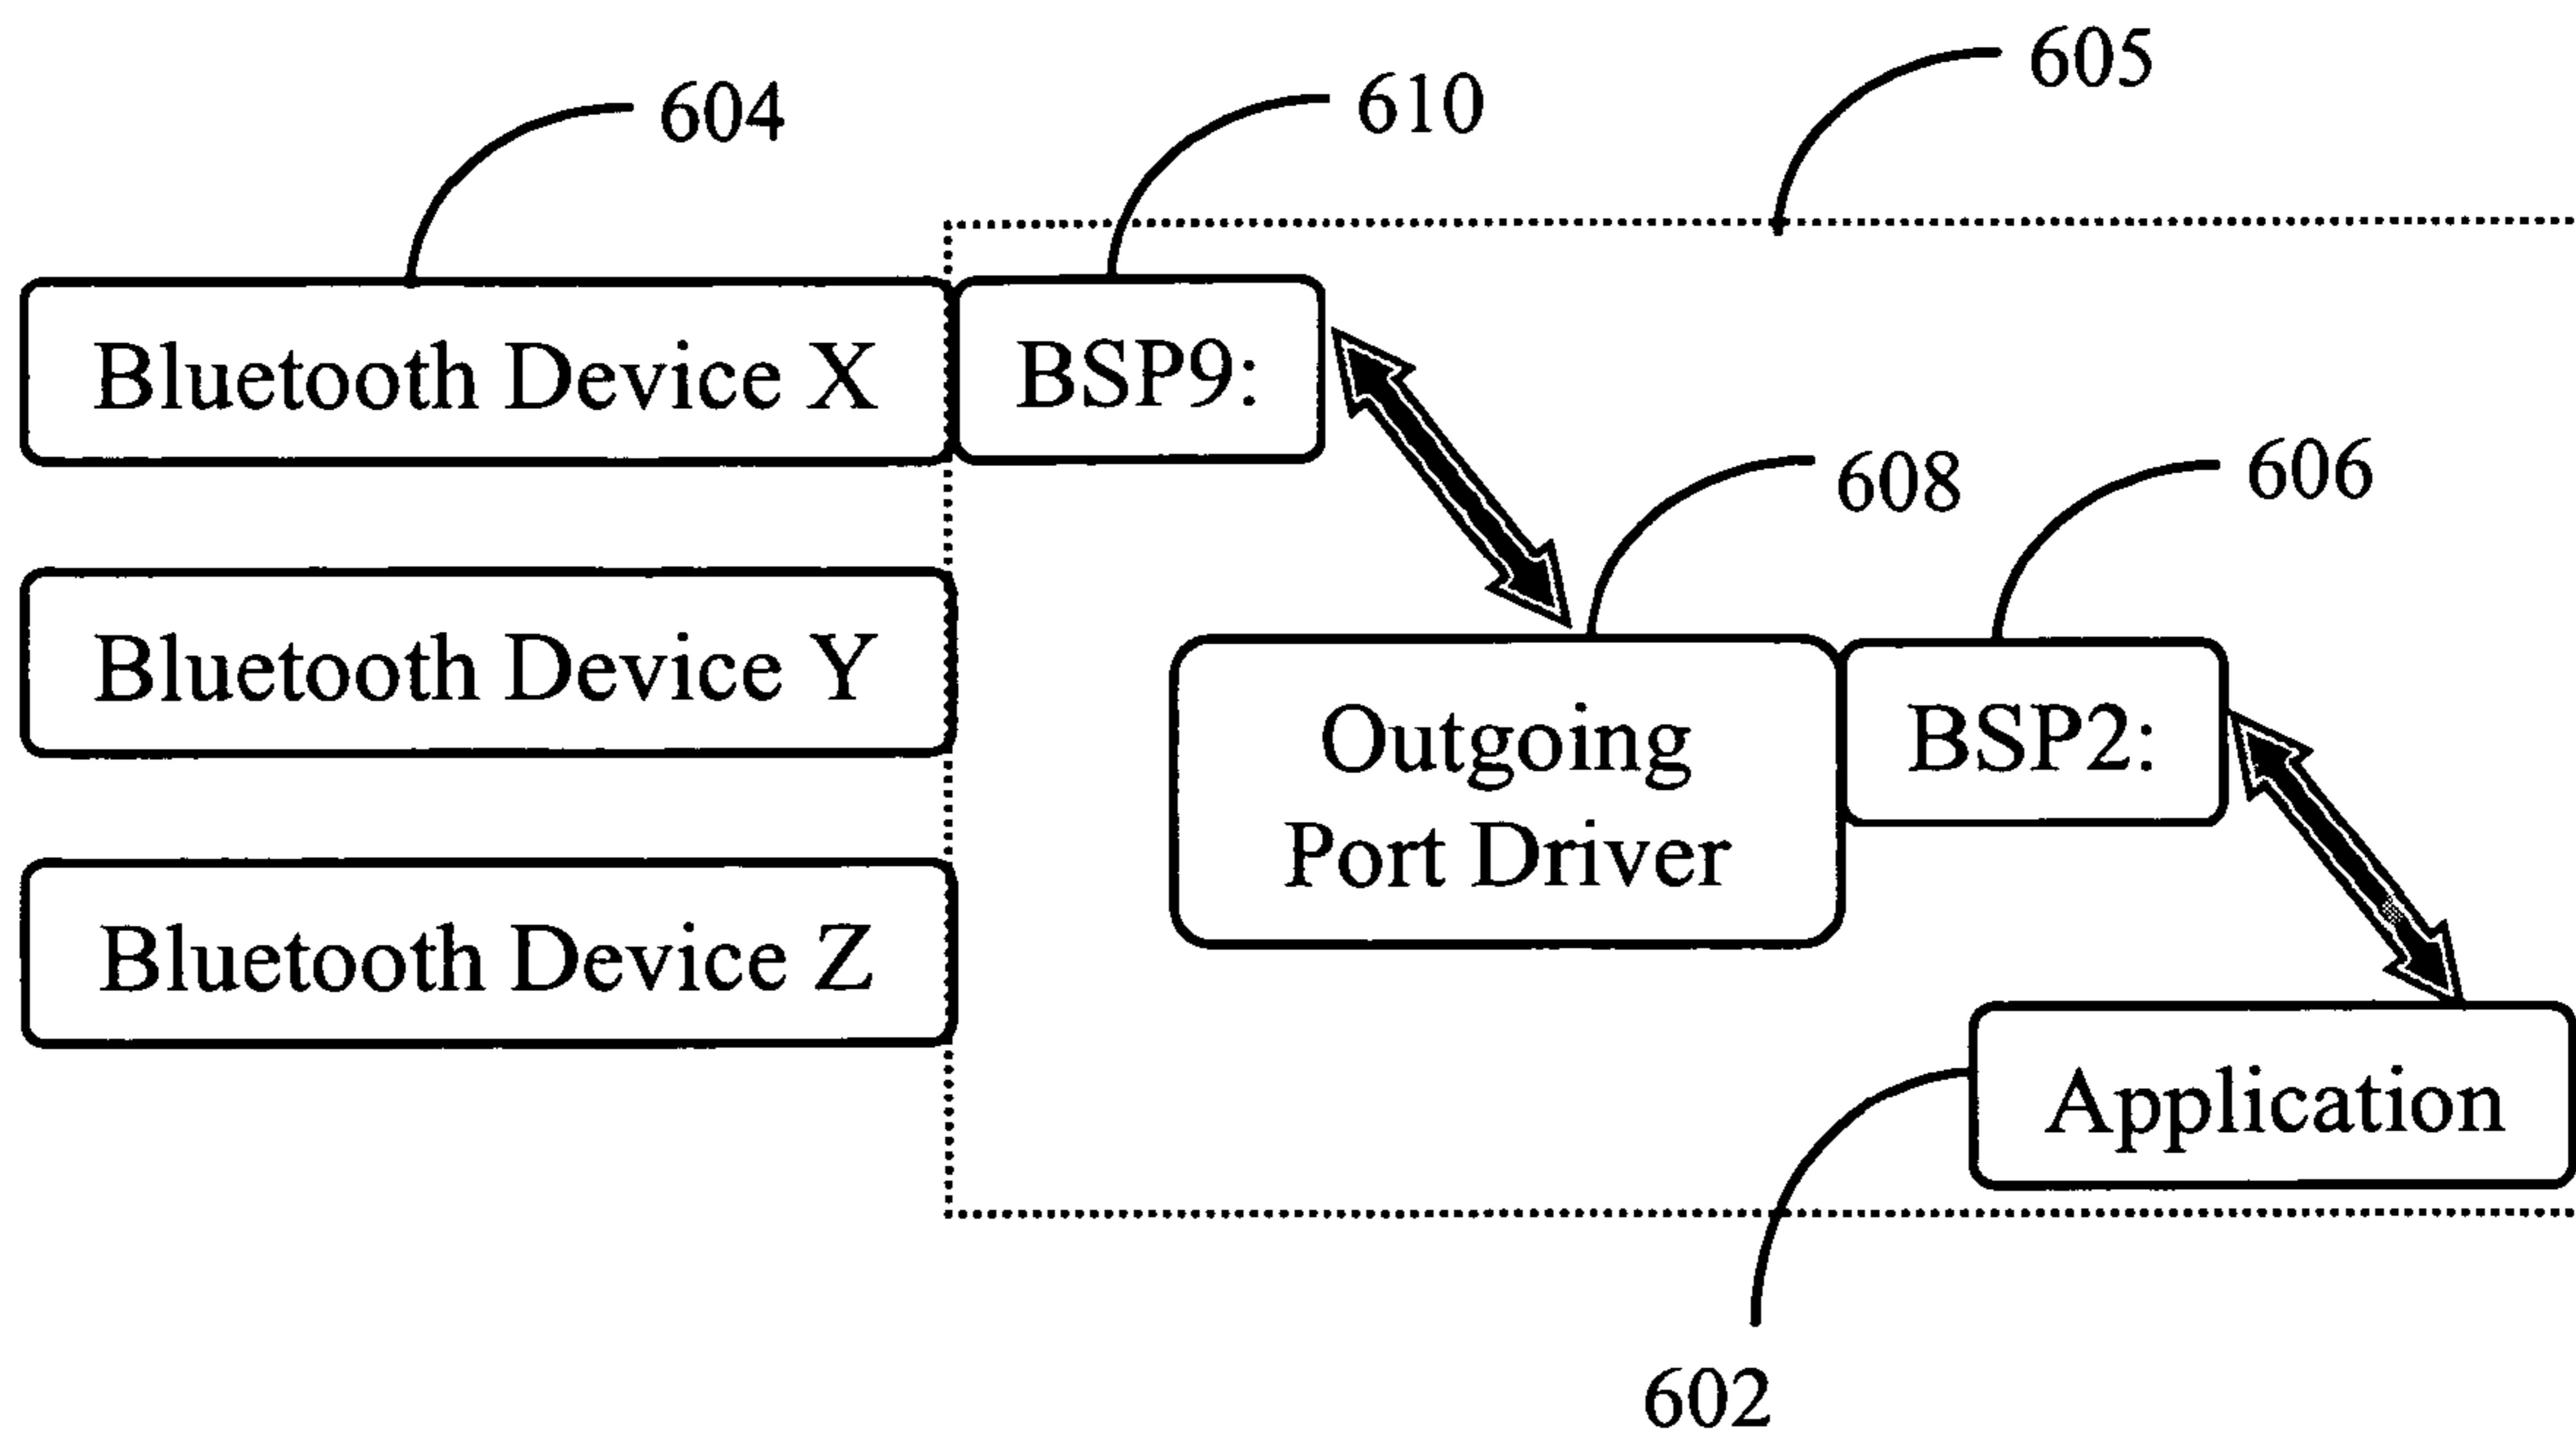 605
610
604
Bluetooth Device X
BSP9:
608
606
Bluetooth Device Y
Outgoing
Port Driver
BSP2:
Bluetooth Device Z
Application
602